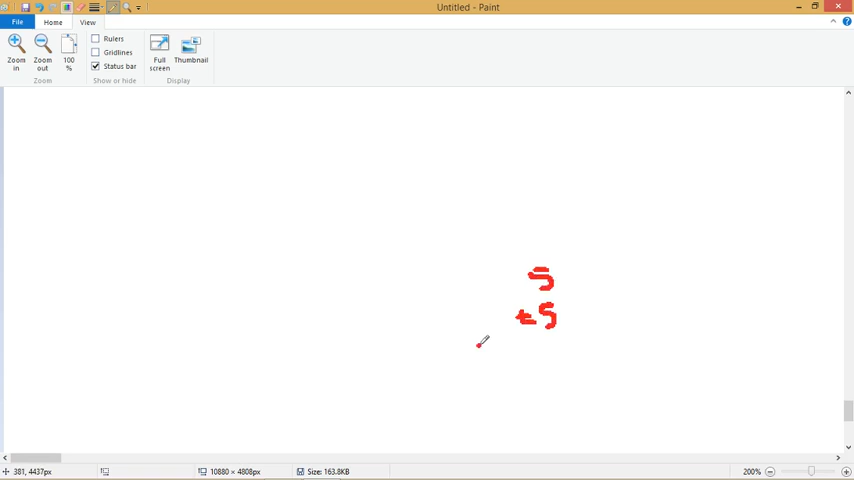 Untitled - Paint
File Home View
Zoom in
Zoom out
100 %
Rulers
Gridlines
Status bar
Full screen
Thumbnail
Zoom
Show or hide
Display
5
+5
381, 4437px
10880 × 4808px
Size: 163.8KB
200%